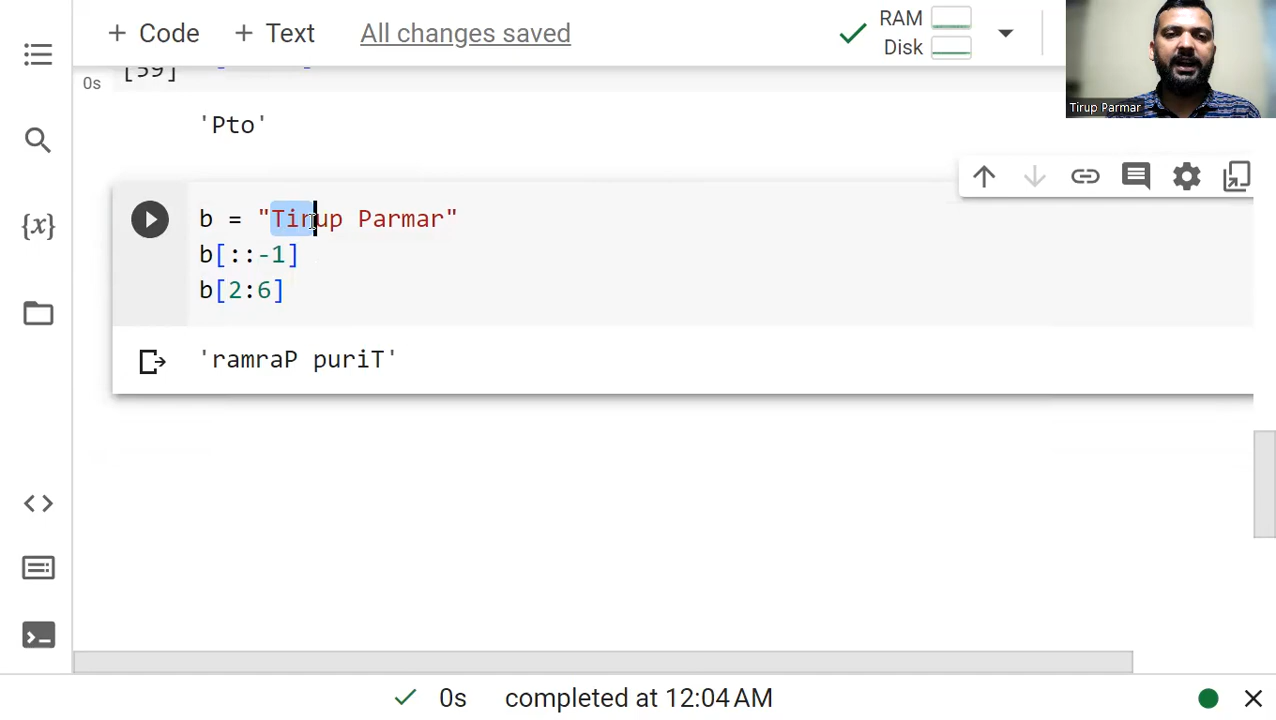 + Code + Text All changes saved
RAM
Disk
Tirup Parmar
[59]
0s
'Pto'
{x}
b = "Tirup Parmar"
b[::-1]
b[2:6]
'ramraP puriT'
0s completed at 12:04 AM